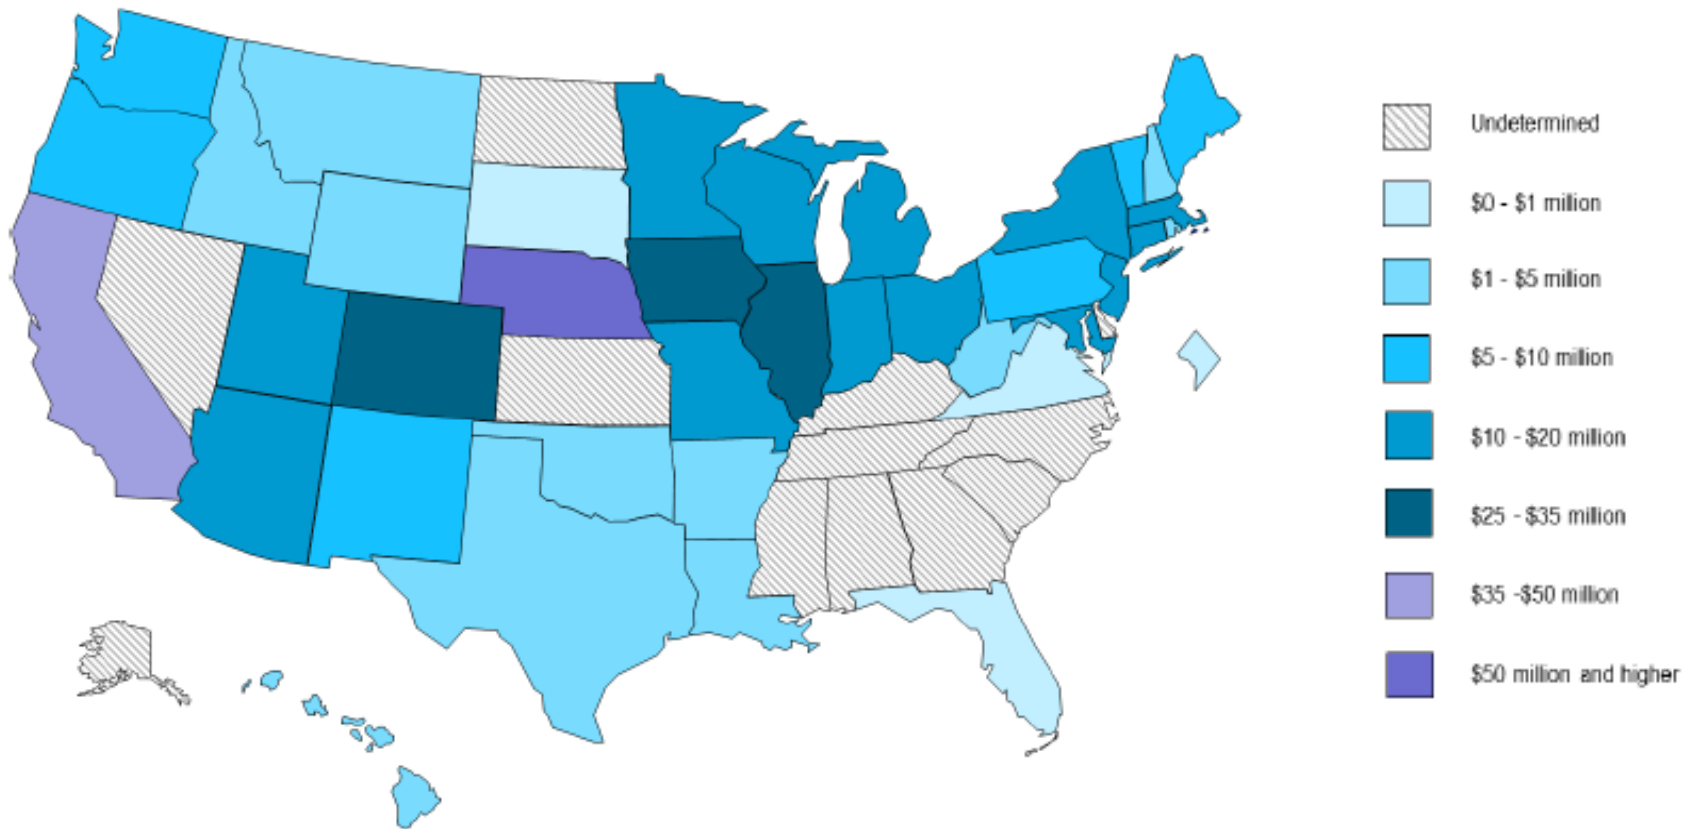 Undetermined
$0 - $1 million
$1 - $5 million
$5 - $10 million
$10 - $20 million
$25 - $35 million
$35 -$50 million
$50 million and higher